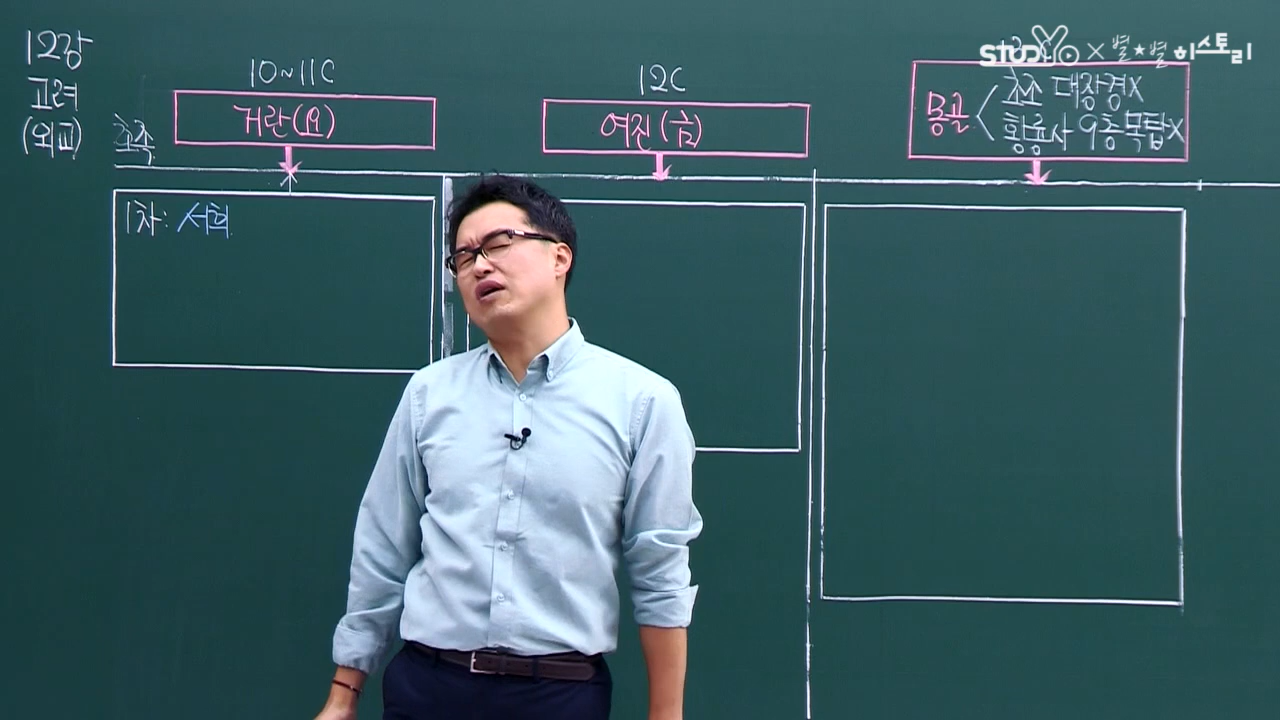 12강
고려
(외교)
호족
10~11C
거란(요)
1차: 서희
12C
여진(금)
몽골
초조 대장경X
황룡사 9층목탑X
STUDYO × 별★별 히스토리